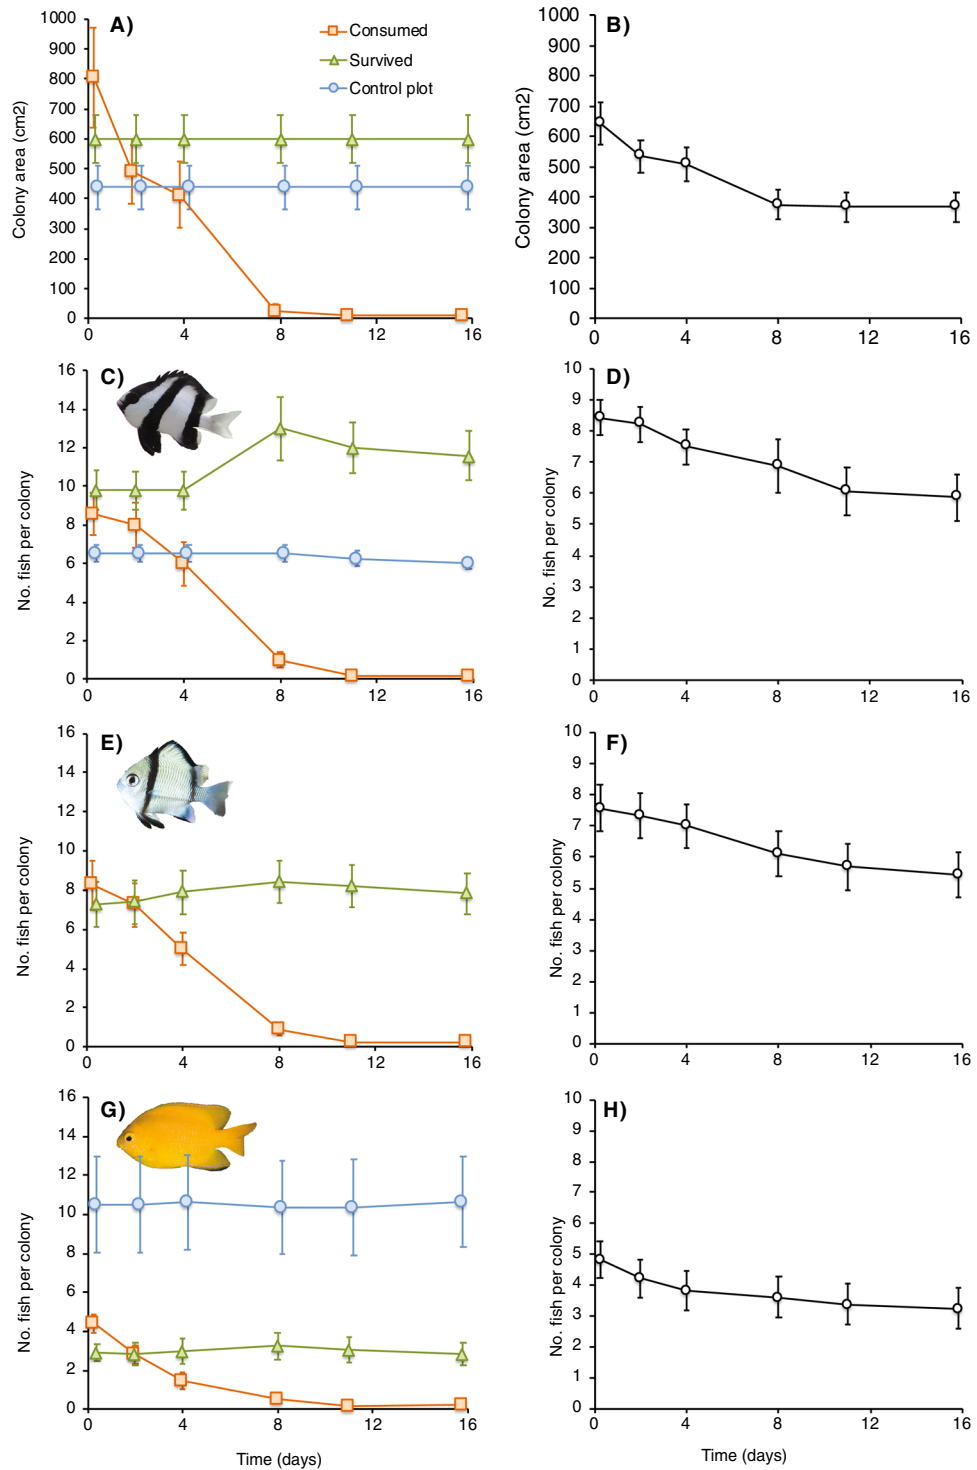 A)
Consumed
Survived
Control plot
Colony area (cm2)
1000
900
800
700
600
500
400
300
200
100
0
0 4 8 12 16
B)
Colony area (cm2)
1000
900
800
700
600
500
400
300
200
100
0
0 4 8 12 16
C)
No. fish per colony
16
14
12
10
8
6
4
2
0
0 4 8 12 16
D)
No. fish per colony
10
9
8
7
6
5
4
3
2
1
0
0 4 8 12 16
E)
No. fish per colony
16
14
12
10
8
6
4
2
0
0 4 8 12 16
F)
No. fish per colony
10
9
8
7
6
5
4
3
2
1
0
0 4 8 12 16
G)
No. fish per colony
16
14
12
10
8
6
4
2
0
0 4 8 12 16
Time (days)
H)
No. fish per colony
10
9
8
7
6
5
4
3
2
1
0
0 4 8 12 16
Time (days)